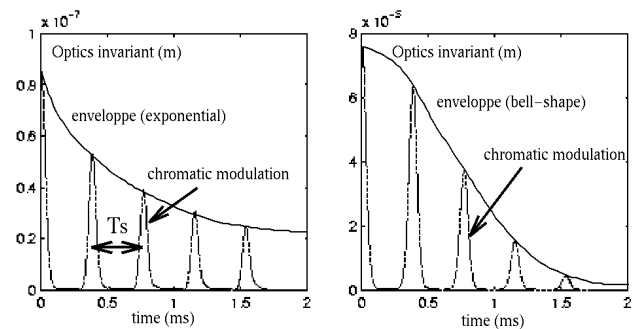 x 10⁻⁷
1
Optics invariant (m)
0.8
enveloppe (exponential)
0.6
chromatic modulation
0.4
Ts
0.2
0
0 0.5 1 1.5 2
time (ms)
x 10⁻⁵
8
Optics invariant (m)
6
enveloppe (bell-shape)
chromatic modulation
4
2
0
0 0.5 1 1.5 2
time (ms)